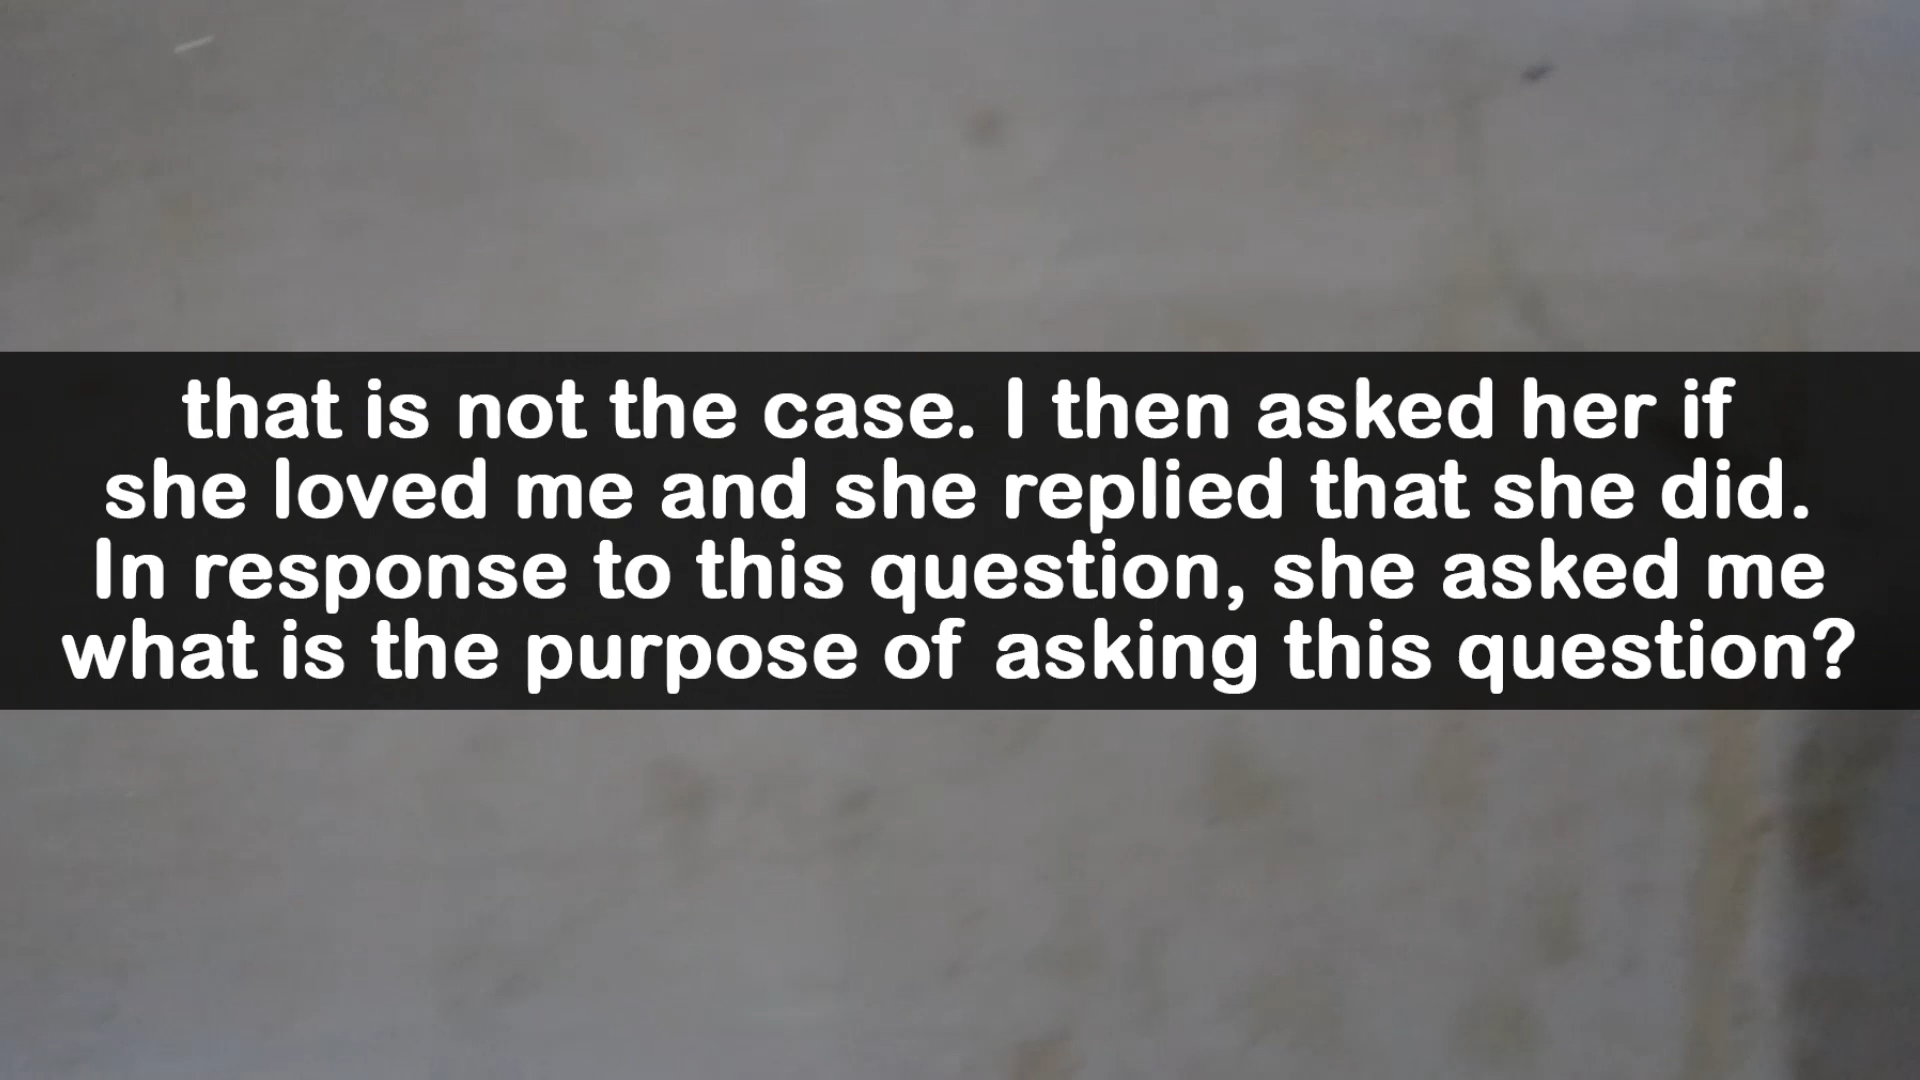 that is not the case. I then asked her if
she loved me and she replied that she did.
In response to this question, she asked me
what is the purpose of asking this question?